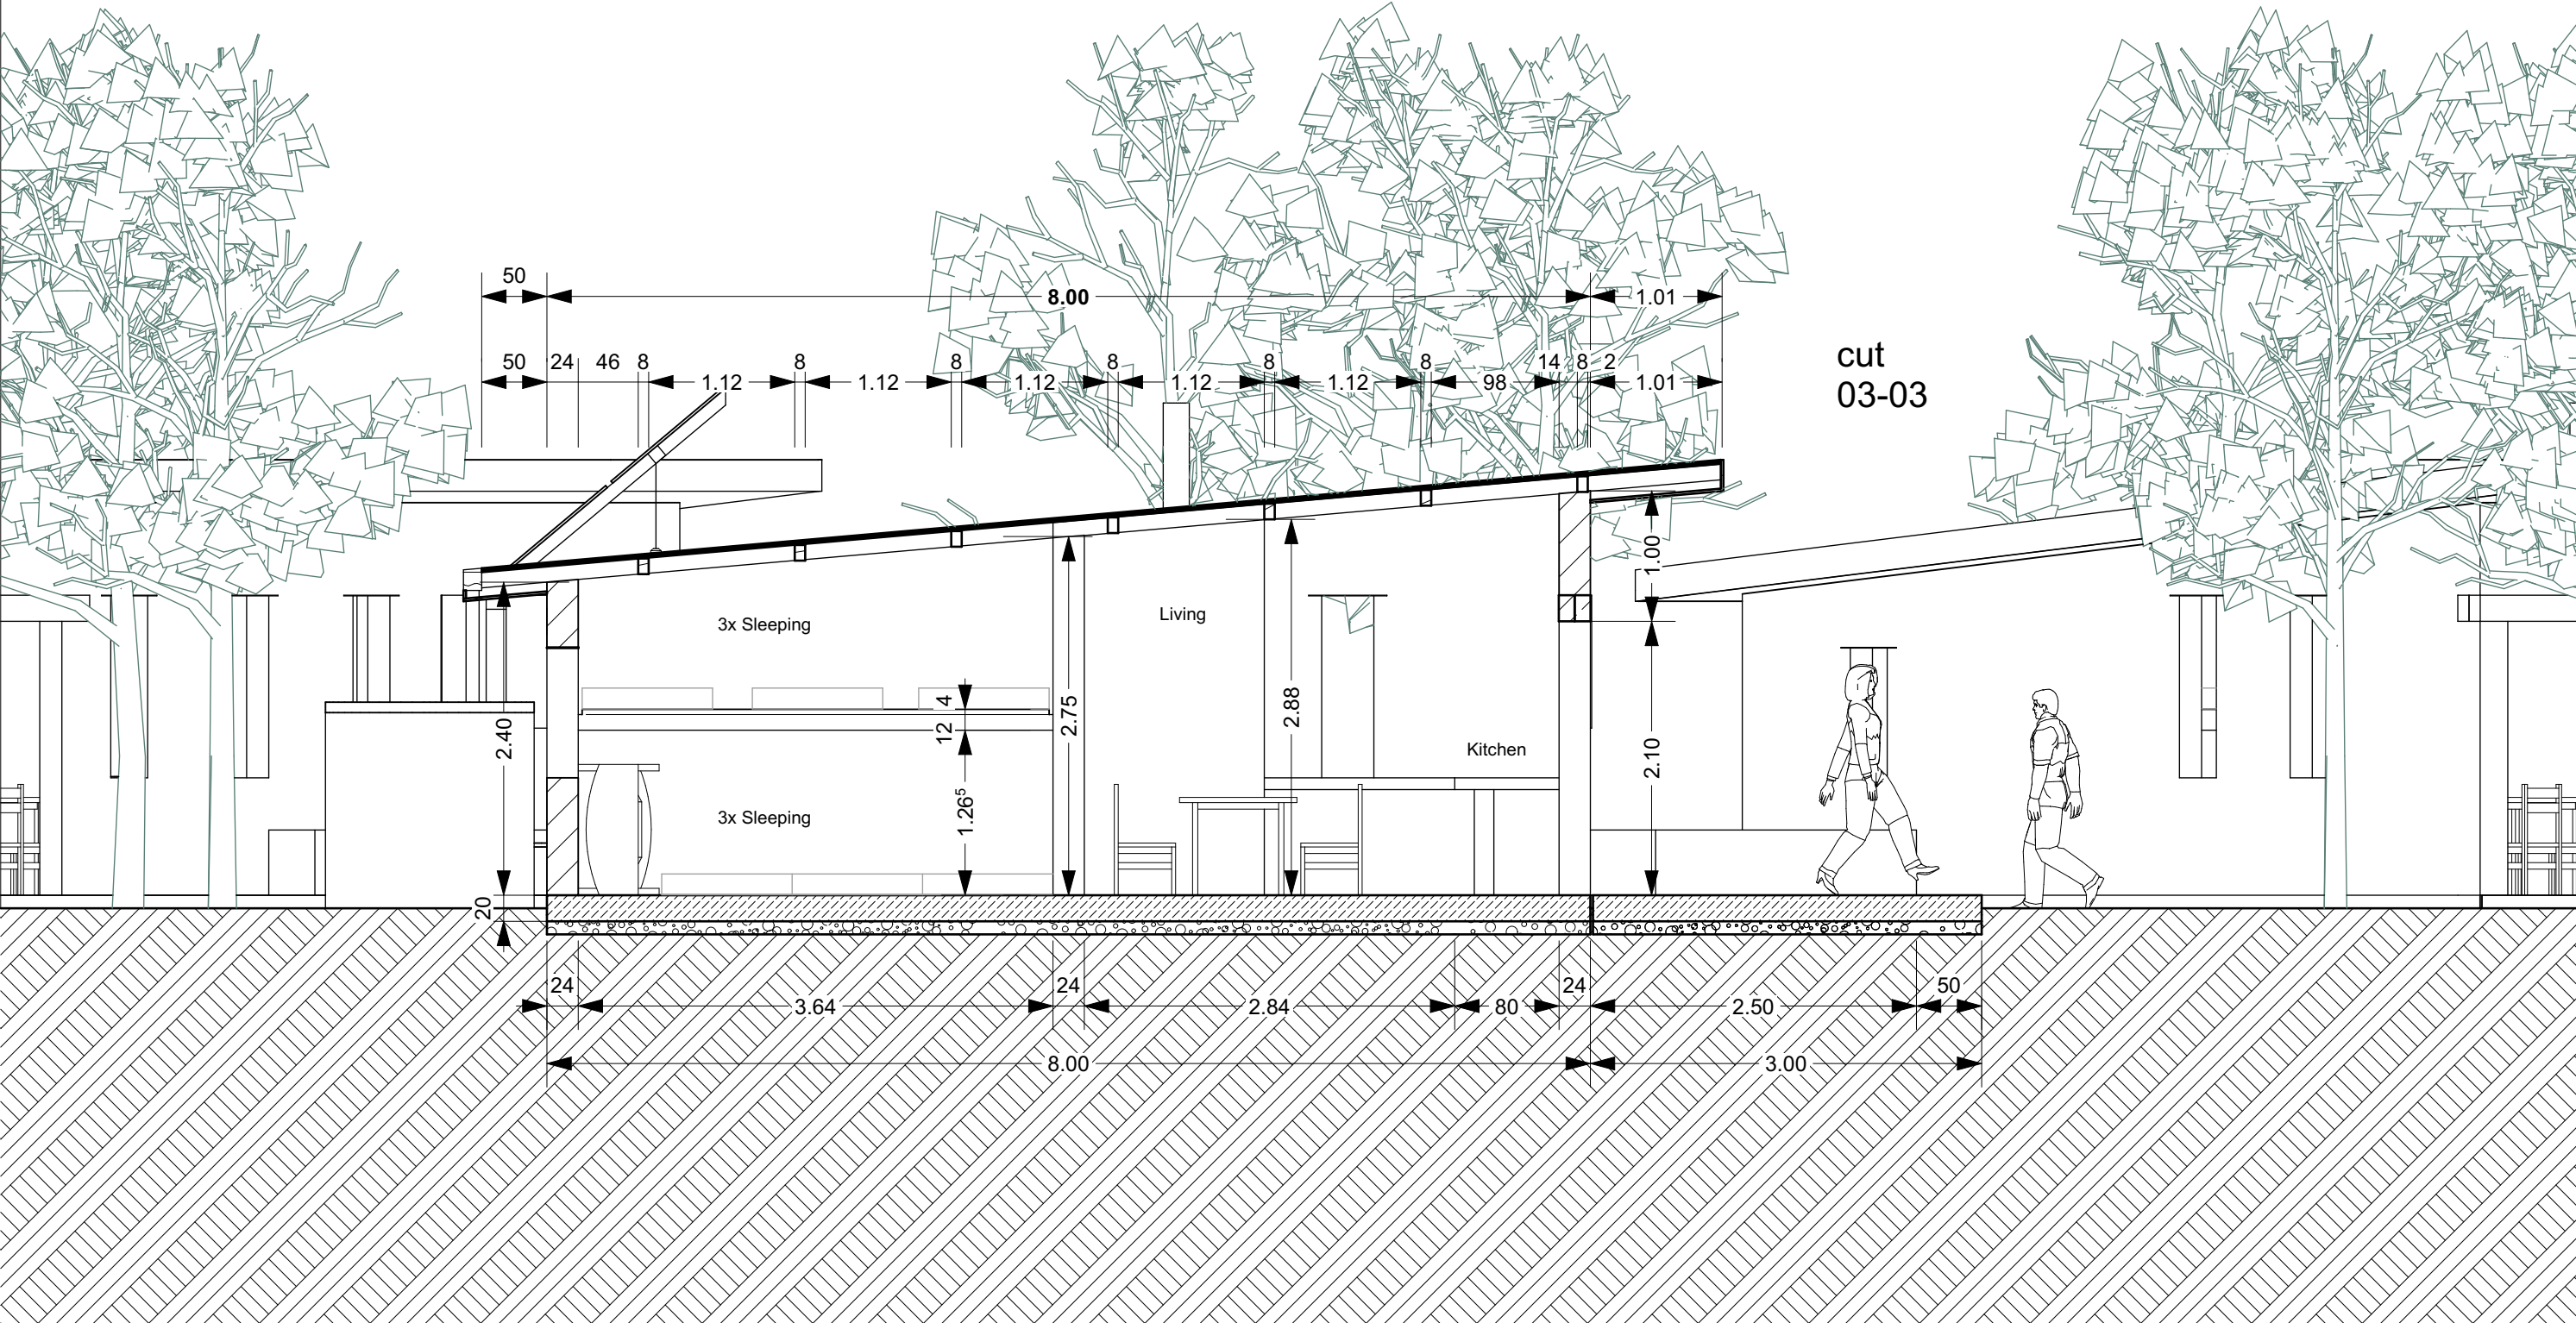 50
8.00
1.01
50 24 46 8 8 8 8 8 8 14 8 2
1.12 1.12 1.12 1.12 1.12 98 1.01
cut
03-03
1.00
3x Sleeping
Living
2.40
4
12
2.75
2.88
Kitchen
2.10
1.26⁵
3x Sleeping
20
24 24 24 50
3.64 2.84 80 2.50
8.00 3.00